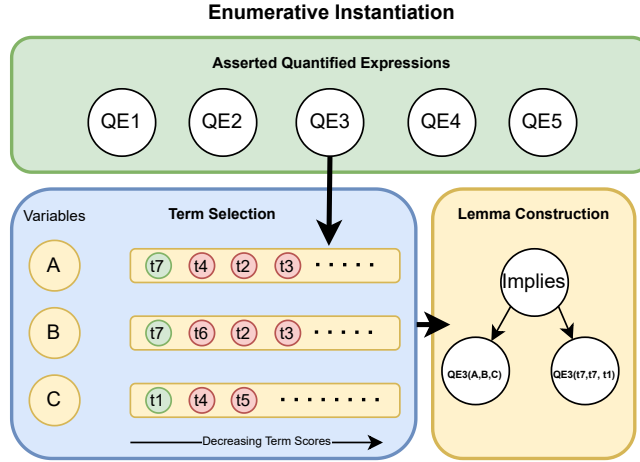 Enumerative Instantiation
Asserted Quantified Expressions
QE1 QE2 QE3 QE4 QE5
Variables
Term Selection
A
t7 t4 t2 t3 . . . . .
B
t7 t6 t2 t3 . . . . .
C
t1 t4 t5 . . . . . . . .
Decreasing Term Scores
Lemma Construction
Implies
QE3(A,B,C)
QE3(t7,t7, t1)